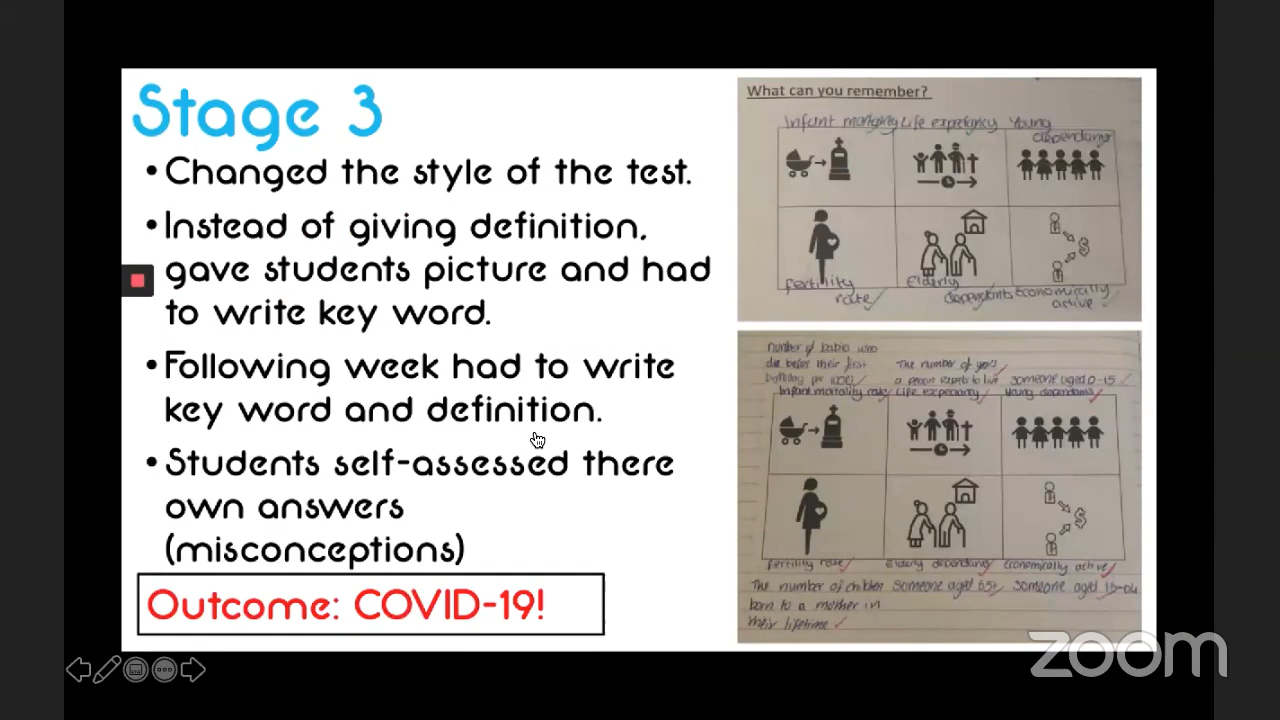 Stage 3
• Changed the style of the test.
• Instead of giving definition,
gave students picture and had
to write key word.
• Following week had to write
key word and definition.
• Students self-assessed there
own answers
(misconceptions)
Outcome: COVID-19!
What can you remember?
Infant mortality Life expectancy Young
dependants
fertility
rate
Elderly
dependants
Economically
active
number of babies who
die before their first
birthday per 1000
The number of years
a person expects to live
Someone aged 0-15
Infant mortality rate Life expectancy Young dependants
fertility rate Elderly dependants Economically active
The number of children
born to a mother in
their lifetime
Someone aged 65+
Someone aged
zoom